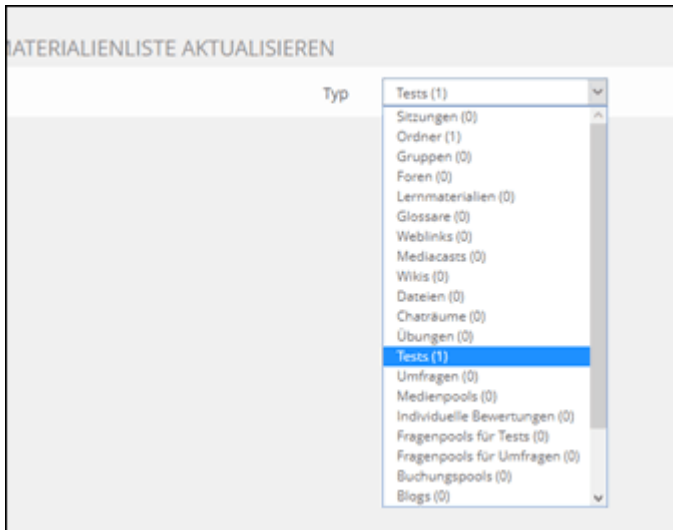 MATERIALIENLISTE AKTUALISIEREN
Typ
Tests (1)
Sitzungen (0)
Ordner (1)
Gruppen (0)
Foren (0)
Lernmaterialien (0)
Glossare (0)
Weblinks (0)
Mediacasts (0)
Wikis (0)
Dateien (0)
Chaträume (0)
Übungen (0)
Tests (1)
Umfragen (0)
Medienpools (0)
Individuelle Bewertungen (0)
Fragenpools für Tests (0)
Fragenpools für Umfragen (0)
Buchungspools (0)
Blogs (0)